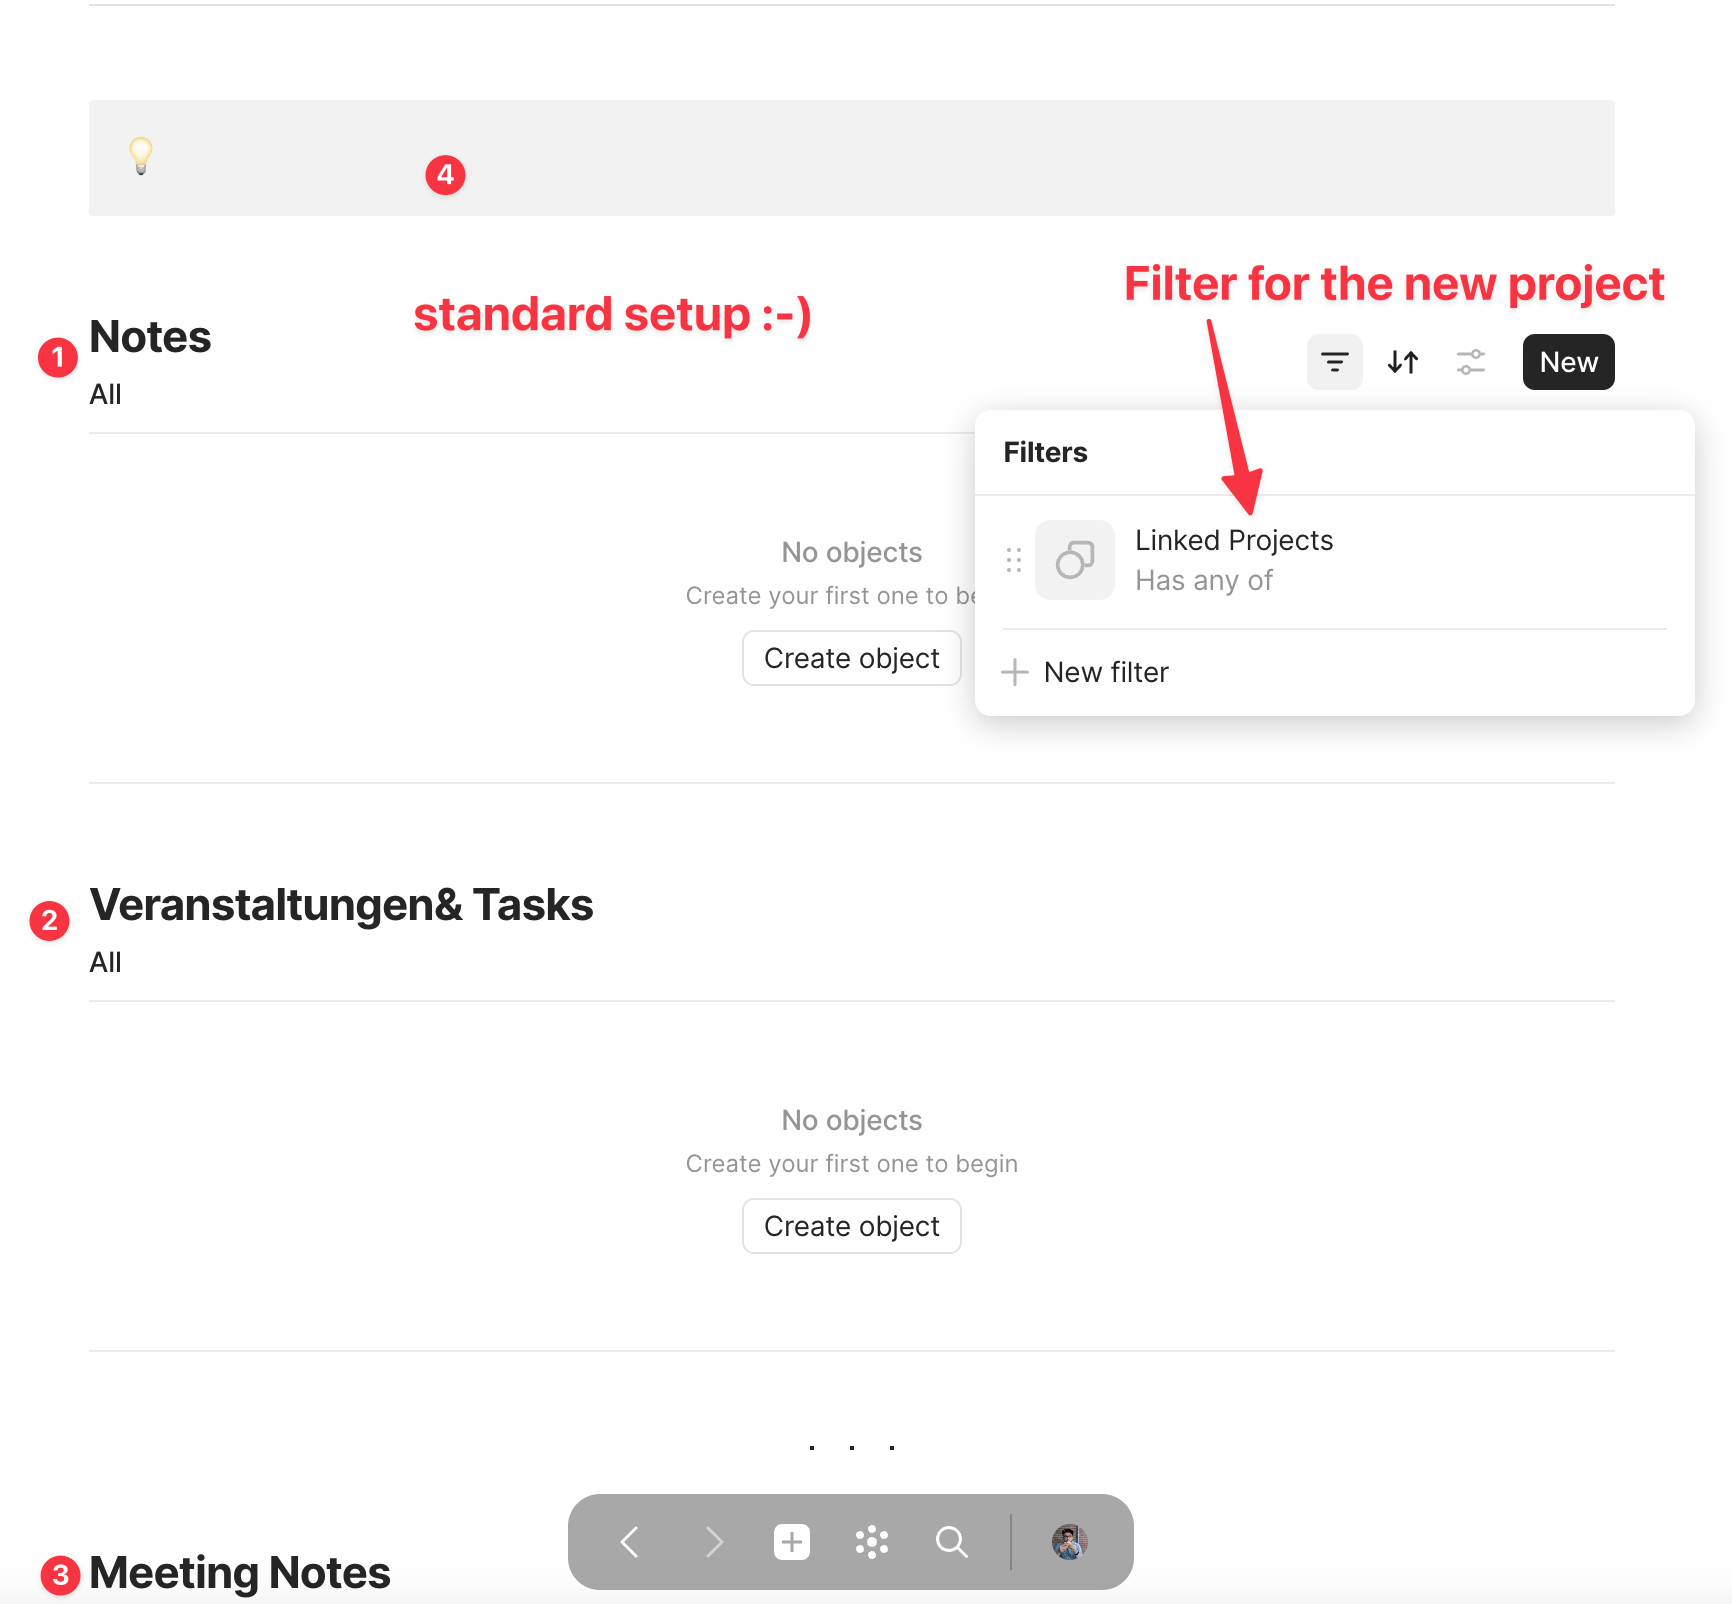 4
Filter for the new project
standard setup :-)
1
Notes
New
All
Filters
Linked Projects
Has any of
No objects
Create your first one to be
Create object
New filter
2
Veranstaltungen& Tasks
All
No objects
Create your first one to begin
Create object
. . .
3
Meeting Notes